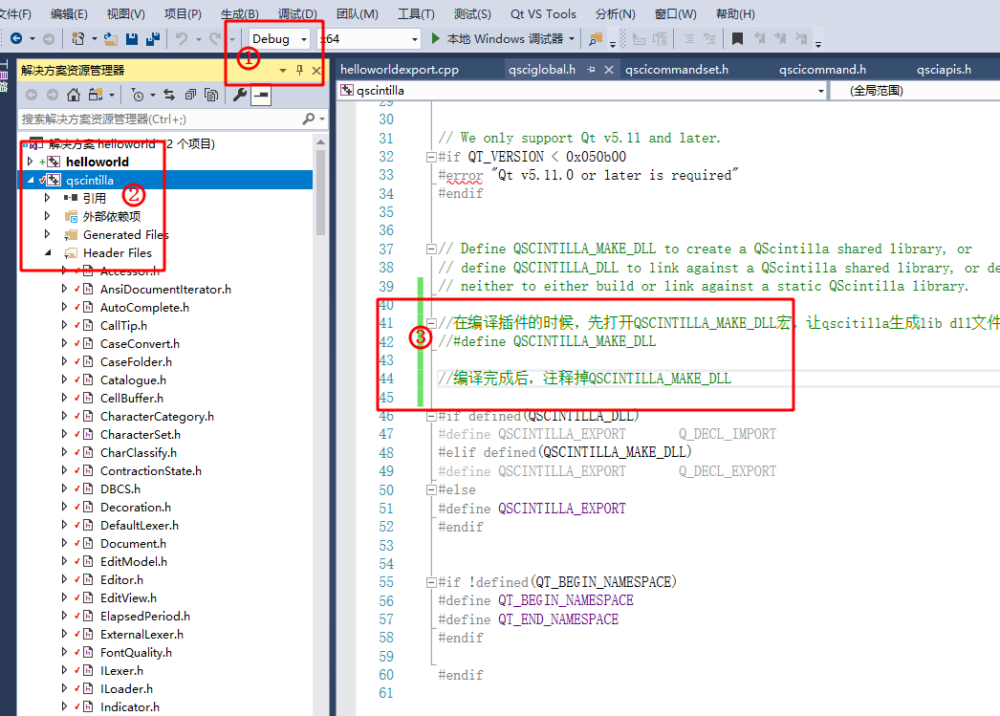 文件(F) 编辑(E) 视图(V) 项目(P) 生成(B) 调试(D) 团队(M) 工具(T) 测试(S) Qt VS Tools 分析(N) 窗口(W) 帮助(H)
Debug x64 本地 Windows 调试器
①
解决方案资源管理器
helloworldexport.cpp qsciglobal.h qscicommandset.h qscicommand.h qsciapis.h
qscintilla (全局范围)
搜索解决方案资源管理器(Ctrl+;)
解决方案"helloworld"(2 个项目)
helloworld
qscintilla
②
引用
外部依赖项
Generated Files
Header Files
Accessor.h
AnsiDocumentIterator.h
AutoComplete.h
CallTip.h
CaseConvert.h
CaseFolder.h
Catalogue.h
CellBuffer.h
CharacterCategory.h
CharacterSet.h
CharClassify.h
ContractionState.h
DBCS.h
Decoration.h
DefaultLexer.h
Document.h
EditModel.h
Editor.h
EditView.h
ElapsedPeriod.h
ExternalLexer.h
FontQuality.h
ILexer.h
ILoader.h
Indicator.h
29
30
31 // We only support Qt v5.11 and later.
32 #if QT_VERSION < 0x050b00
33 #error "Qt v5.11.0 or later is required"
34 #endif
35
36
37 // Define QSCINTILLA_MAKE_DLL to create a QScintilla shared library, or
38 // define QSCINTILLA_DLL to link against a QScintilla shared library, or de
39 // neither to either build or link against a static QScintilla library.
40
③
41 //在编译插件的时候，先打开QSCINTILLA_MAKE_DLL宏，让qscitilla生成lib dll文件
42 //#define QSCINTILLA_MAKE_DLL
43
44 //编译完成后，注释掉QSCINTILLA_MAKE_DLL
45
46 #if defined(QSCINTILLA_DLL)
47 #define QSCINTILLA_EXPORT Q_DECL_IMPORT
48 #elif defined(QSCINTILLA_MAKE_DLL)
49 #define QSCINTILLA_EXPORT Q_DECL_EXPORT
50 #else
51 #define QSCINTILLA_EXPORT
52 #endif
53
54
55 #if !defined(QT_BEGIN_NAMESPACE)
56 #define QT_BEGIN_NAMESPACE
57 #define QT_END_NAMESPACE
58 #endif
59
60 #endif
61